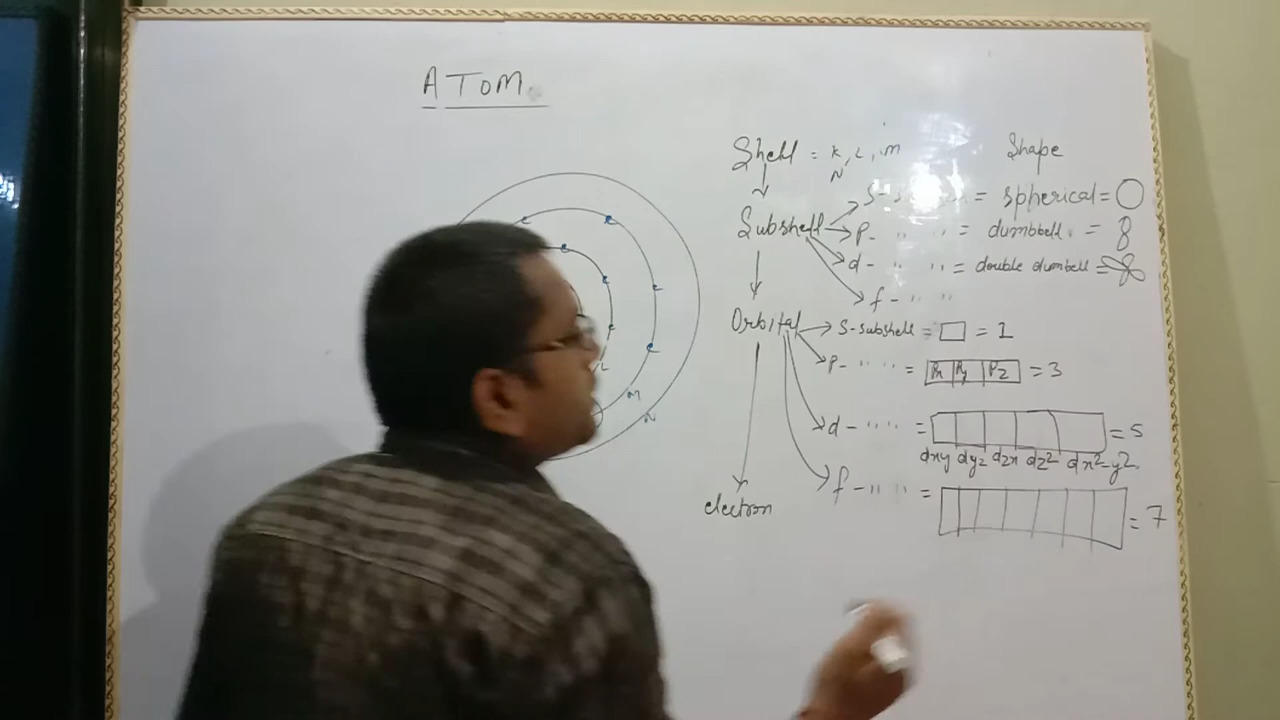 ATOM
Shell = K, L, M
N
Shape
Subshell
S- = spherical =
p- " " = dumbbell. =
d- " " = double dumbell =
f- " "
Orbital
S-subshell = = 1
p- " " = Px Py Pz = 3
d- " " = = 5
dxy dyz dzx dz² dx²-y².
f- " " = = 7
electron
L
M
N